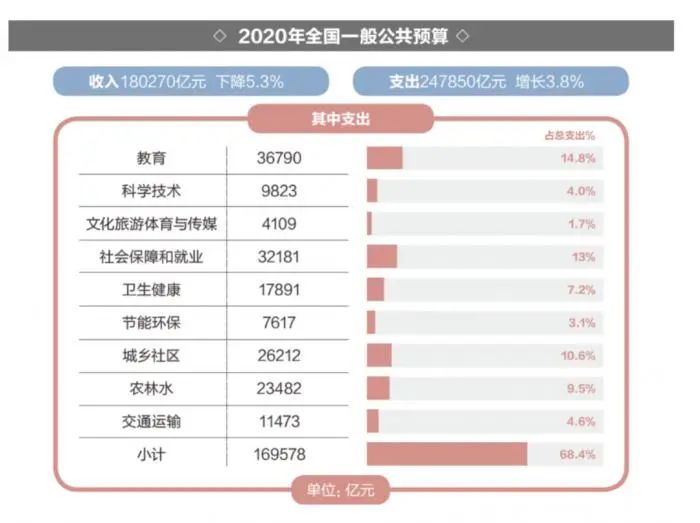 ◇ 2020年全国一般公共预算 ◇
收入180270亿元 下降5.3%
支出247850亿元 增长3.8%
其中支出
占总支出%
教育 36790 14.8%
科学技术 9823 4.0%
文化旅游体育与传媒 4109 1.7%
社会保障和就业 32181 13%
卫生健康 17891 7.2%
节能环保 7617 3.1%
城乡社区 26212 10.6%
农林水 23482 9.5%
交通运输 11473 4.6%
小计 169578 68.4%
单位：亿元